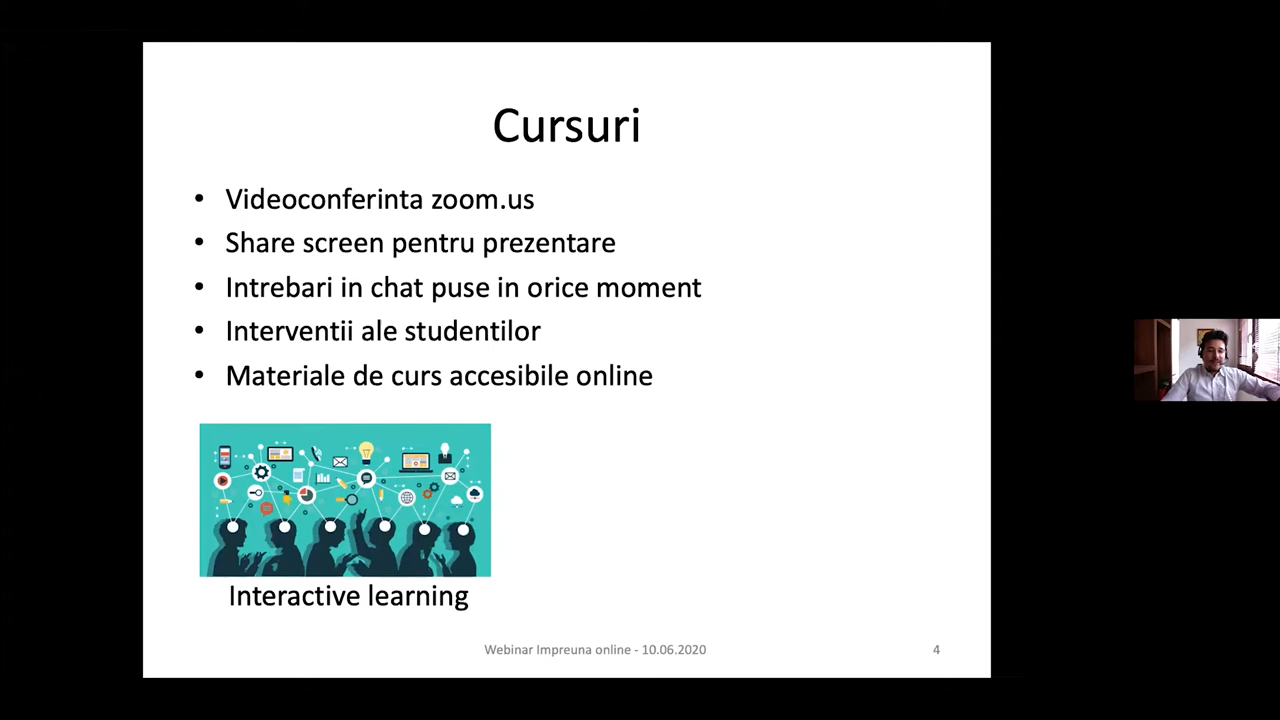 Cursuri
• Videoconferinta zoom.us
• Share screen pentru prezentare
• Intrebari in chat puse in orice moment
• Interventii ale studentilor
• Materiale de curs accesibile online
Interactive learning
Webinar Impreuna online - 10.06.2020
4